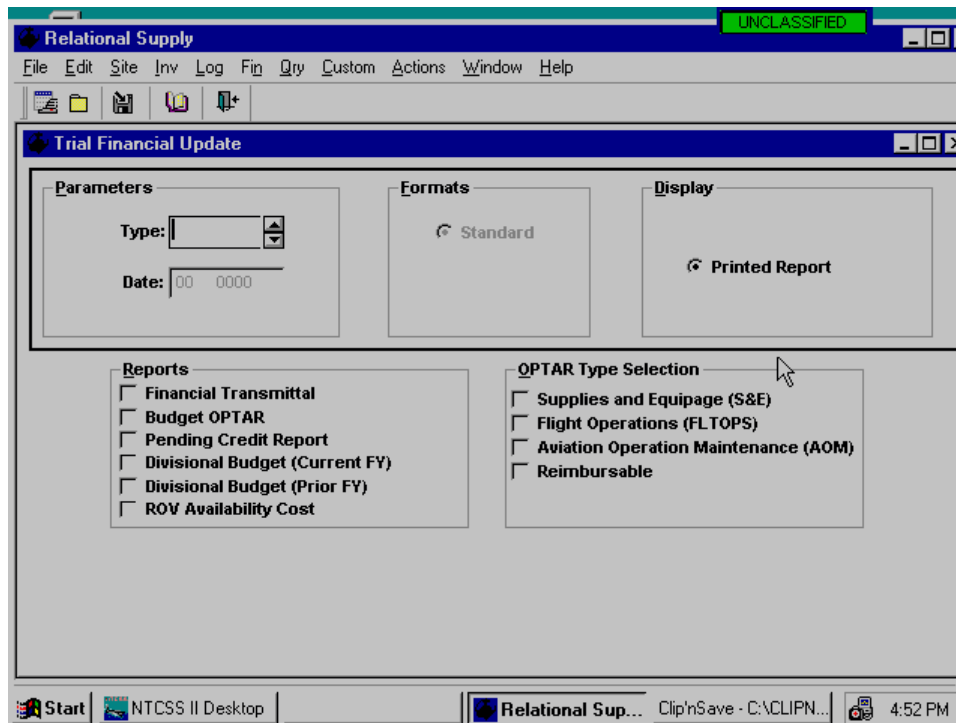 UNCLASSIFIED
Relational Supply
File Edit Site Inv Log Fin Qry Custom Actions Window Help
Trial Financial Update
Parameters
Type:
Date: 00 0000
Formats
Standard
Display
Printed Report
Reports
Financial Transmittal
Budget OPTAR
Pending Credit Report
Divisional Budget (Current FY)
Divisional Budget (Prior FY)
ROV Availability Cost
OPTAR Type Selection
Supplies and Equipage (S&E)
Flight Operations (FLTOPS)
Aviation Operation Maintenance (AOM)
Reimbursable
Start NTCSS II Desktop Relational Sup... Clip'nSave - C:\CLIPN... 4:52 PM